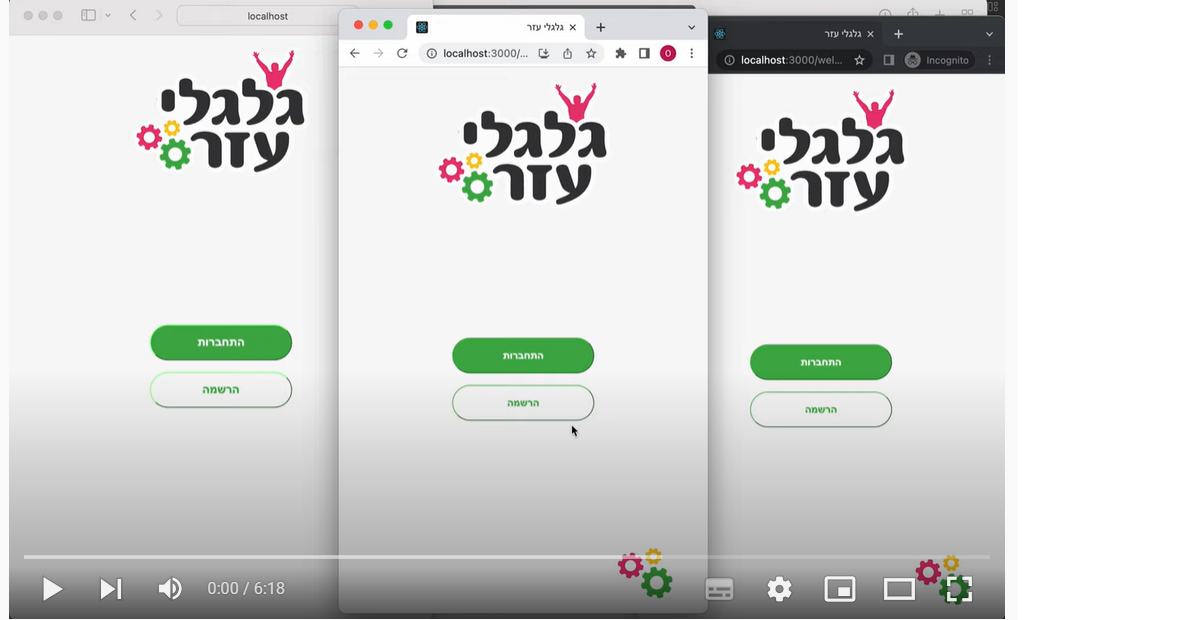 localhost
גלגלי עזר
localhost:3000/...
O
גלגלי עזר
localhost:3000/wel...
Incognito
גלגלי
עזר
התחברות
הרשמה
גלגלי
עזר
התחברות
הרשמה
גלגלי
עזר
התחברות
הרשמה
0:00 / 6:18